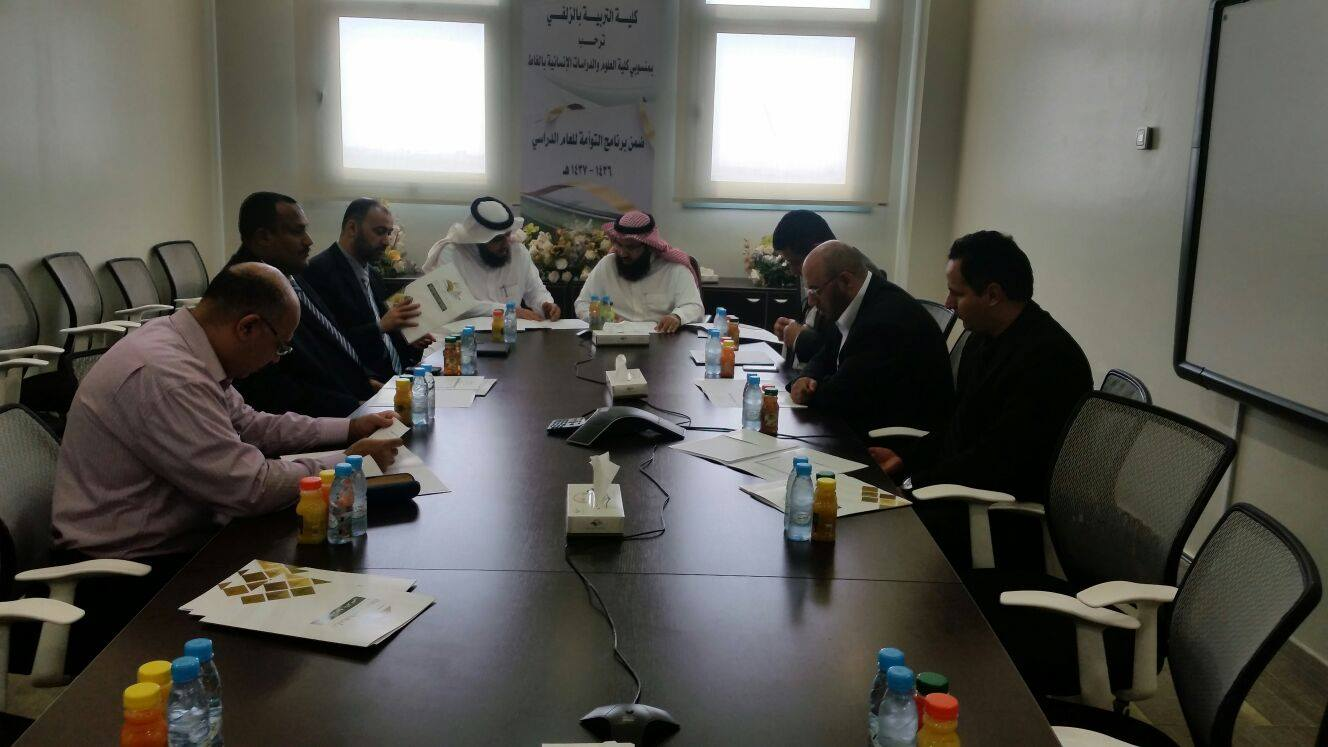 كلية التربية بالزلفي
ترحب
بمنسوبي كلية العلوم والدراسات الإنسانية بالغاط
ضمن برنامج التوأمة للعام الدراسي
١٤٣٦ - ١٤٣٧ هـ